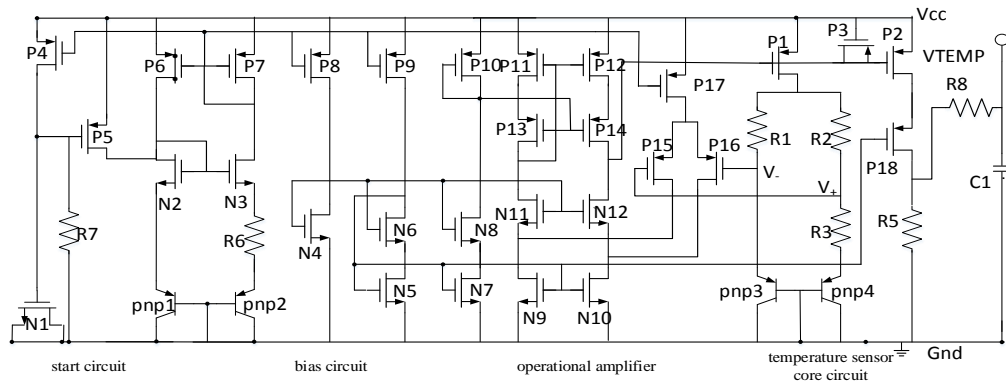 Vcc
P4
P6
P7
P8
P9
P10
P11
P12
P17
P1
P3
P2
VTEMP
R8
P5
P13
P14
P15
P16
R1
R2
P18
V-
V+
C1
N2
N3
R7
R6
N4
N6
N8
N11
N12
R3
R5
N5
N7
pnp1
pnp2
pnp3
pnp4
N1
N9
N10
Gnd
start circuit
bias circuit
operational amplifier
temperature sensor
core circuit